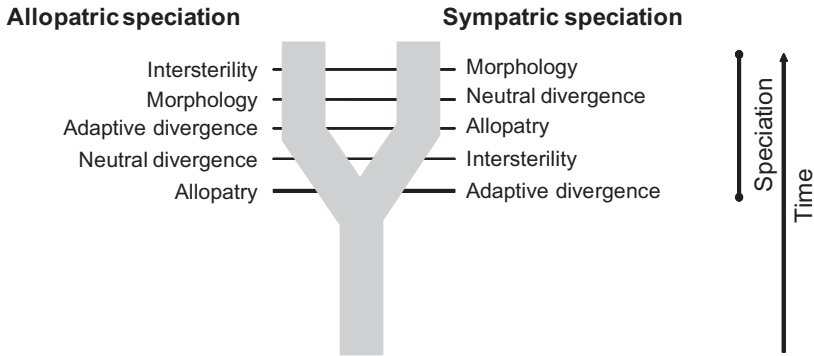 Allopatric speciation
Sympatric speciation
Intersterility
Morphology
Adaptive divergence
Neutral divergence
Allopatry
Morphology
Neutral divergence
Allopatry
Intersterility
Adaptive divergence
Speciation
Time